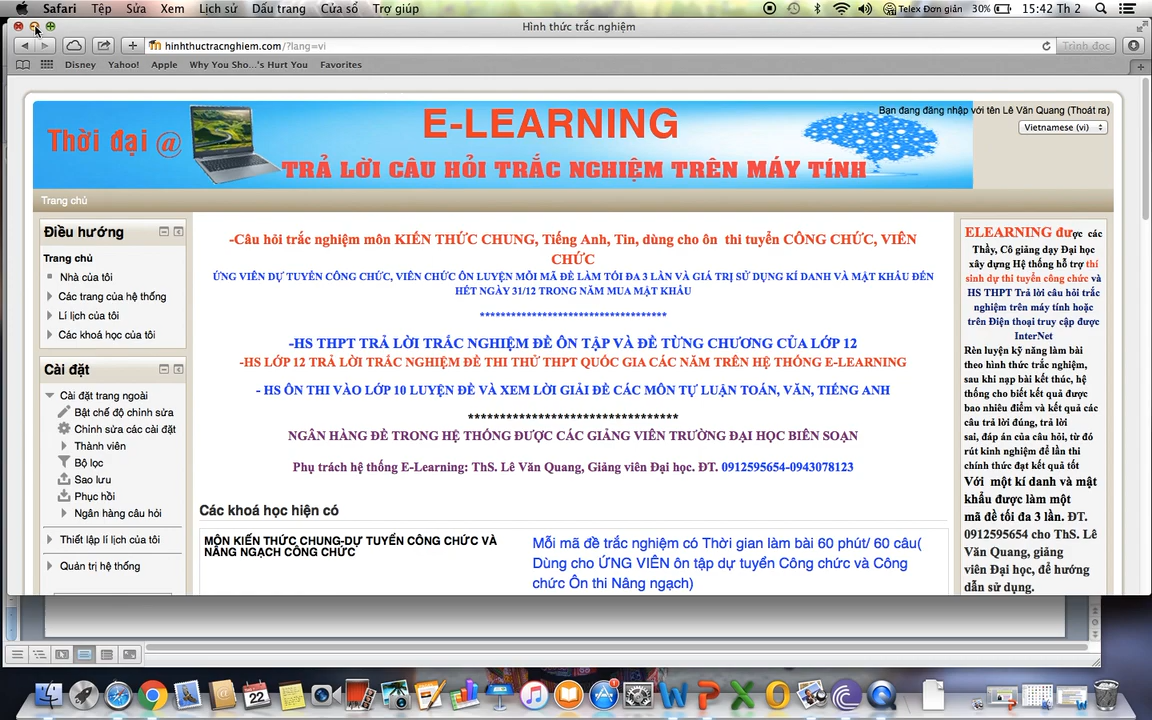 Safari Tệp Sửa Xem Lịch sử Dấu trang Cửa sổ Trợ giúp Telex Đơn giản 30% 15:42 Th 2
Hình thức trắc nghiệm
hinhthuctracnghiem.com/?lang=vi
Trình đọc
Disney Yahoo! Apple Why You Sho...'s Hurt You Favorites
Bạn đang đăng nhập với tên Lê Văn Quang (Thoát ra)
Vietnamese (vi)
Thời đại @
E-LEARNING
TRẢ LỜI CÂU HỎI TRẮC NGHIỆM TRÊN MÁY TÍNH
Trang chủ
Điều hướng
Trang chủ
Nhà của tôi
Các trang của hệ thống
Lí lịch của tôi
Các khoá học của tôi
Cài đặt
Cài đặt trang ngoài
Bật chế độ chỉnh sửa
Chỉnh sửa các cài đặt
Thành viên
Bộ lọc
Sao lưu
Phục hồi
Ngân hàng câu hỏi
Thiết lập lí lịch của tôi
Quản trị hệ thống
-Câu hỏi trắc nghiệm môn KIẾN THỨC CHUNG, Tiếng Anh, Tin, dùng cho ôn thi tuyển CÔNG CHỨC, VIÊN
CHỨC
ỨNG VIÊN DỰ TUYỂN CÔNG CHỨC, VIÊN CHỨC ÔN LUYỆN MỖI MÃ ĐỀ LÀM TỐI ĐA 3 LẦN VÀ GIÁ TRỊ SỬ DỤNG KÍ DANH VÀ MẬT KHẨU ĐẾN
HẾT NGÀY 31/12 TRONG NĂM MUA MẬT KHẨU
************************************
-HS THPT TRẢ LỜI TRẮC NGHIỆM ĐỀ ÔN TẬP VÀ ĐỀ TỪNG CHƯƠNG CỦA LỚP 12
-HS LỚP 12 TRẢ LỜI TRẮC NGHIỆM ĐỀ THI THỬ THPT QUỐC GIA CÁC NĂM TRÊN HỆ THỐNG E-LEARNING
- HS ÔN THI VÀO LỚP 10 LUYỆN ĐỀ VÀ XEM LỜI GIẢI ĐỀ CÁC MÔN TỰ LUẬN TOÁN, VĂN, TIẾNG ANH
*********************************
NGÂN HÀNG ĐỀ TRONG HỆ THỐNG ĐƯỢC CÁC GIẢNG VIÊN TRƯỜNG ĐẠI HỌC BIÊN SOẠN
Phụ trách hệ thống E-Learning: ThS. Lê Văn Quang, Giảng viên Đại học. ĐT. 0912595654-0943078123
Các khoá học hiện có
MÔN KIẾN THỨC CHUNG-DỰ TUYỂN CÔNG CHỨC VÀ
NÂNG NGẠCH CÔNG CHỨC
Mỗi mã đề trắc nghiệm có Thời gian làm bài 60 phút/ 60 câu(
Dùng cho ỨNG VIÊN ôn tập dự tuyển Công chức và Công
chức Ôn thi Nâng ngạch)
ELEARNING được các
Thầy, Cô giảng dạy Đại học
xây dựng Hệ thống hỗ trợ thí
sinh dự thi tuyển công chức và
HS THPT Trả lời câu hỏi trắc
nghiệm trên máy tính hoặc
trên Điện thoại truy cập được
InterNet
Rèn luyện kỹ năng làm bài
theo hình thức trắc nghiệm,
sau khi nạp bài kết thúc, hệ
thống cho biết kết quả được
bao nhiêu điểm và kết quả các
câu trả lời đúng, trả lời
sai, đáp án của câu hỏi, từ đó
rút kinh nghiệm để lần thi
chính thức đạt kết quả tốt
Với một kí danh và mật
khẩu được làm một
mã đề tối đa 3 lần. ĐT.
0912595654 cho ThS. Lê
Văn Quang, giảng
viên Đại học, để hướng
dẫn sử dụng.